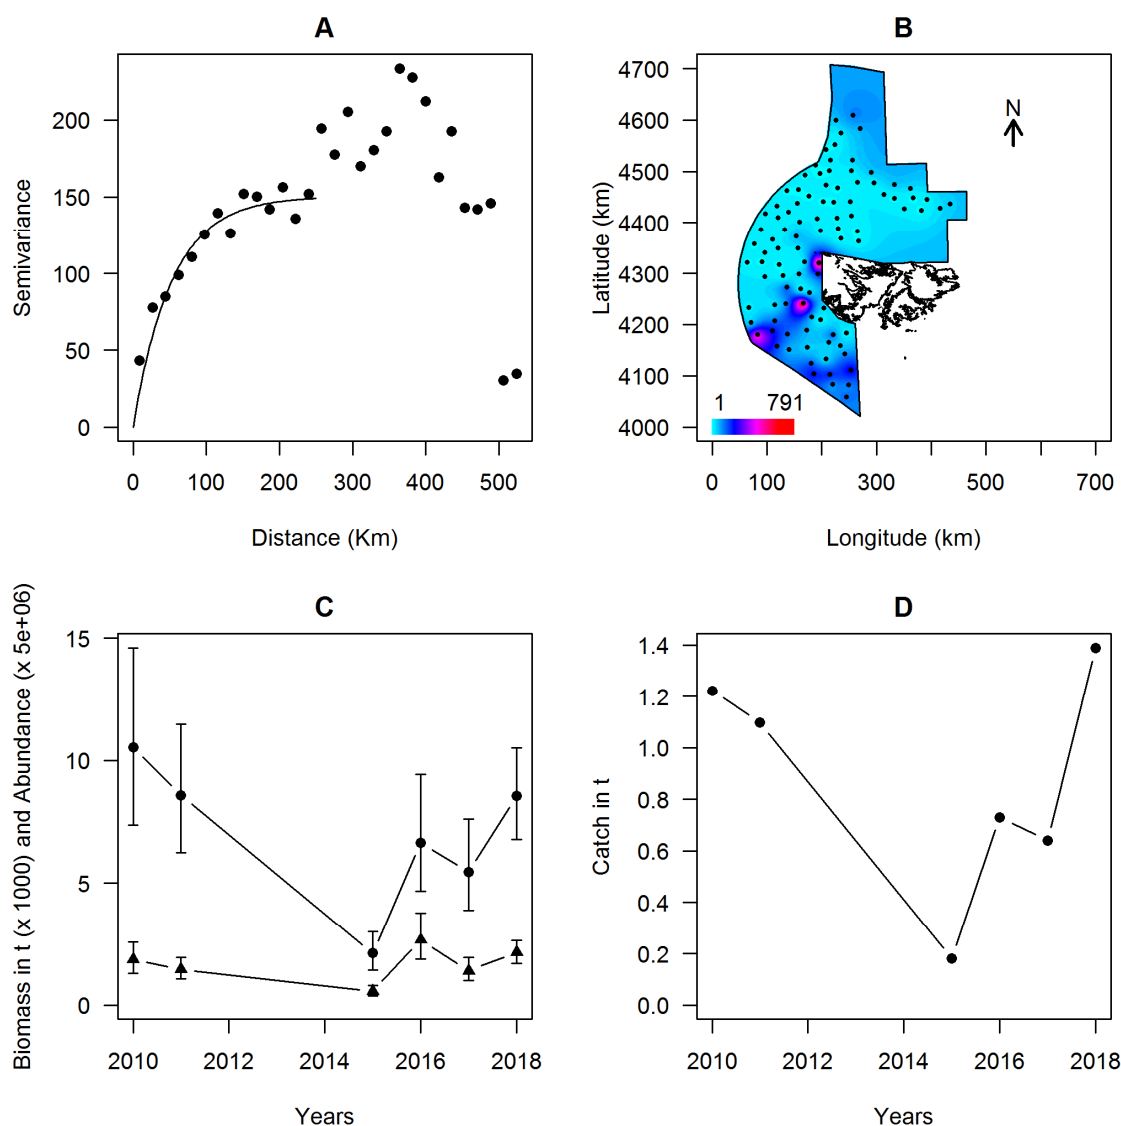 A
Semivariance
200
150
100
50
0
0 100 200 300 400 500
Distance (Km)
B
Latitude (km)
4700
4600
4500
4400
4300
4200
4100
4000
N
1 791
0 100 300 500 700
Longitude (km)
C
Biomass in t (x 1000) and Abundance (x 5e+06)
15
10
5
0
2010 2012 2014 2016 2018
Years
D
Catch in t
1.4
1.2
1.0
0.8
0.6
0.4
0.2
0.0
2010 2012 2014 2016 2018
Years